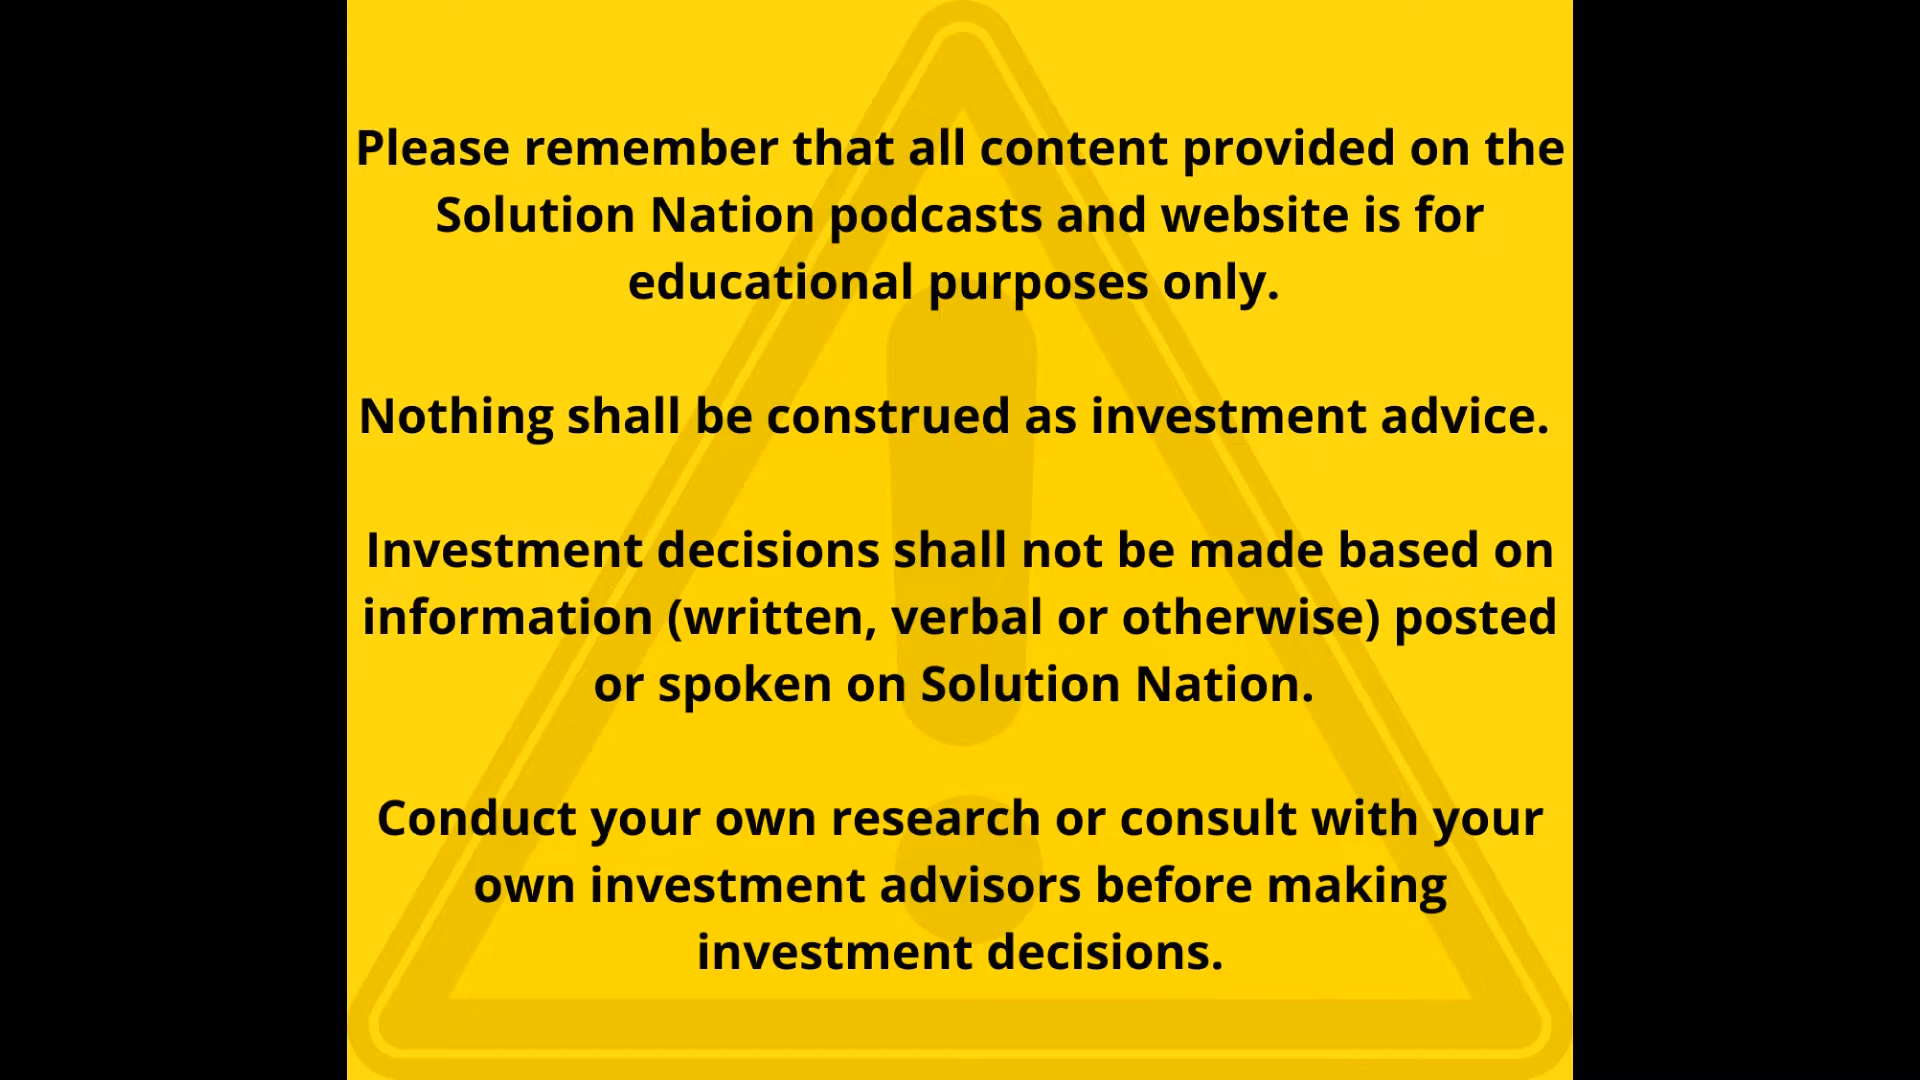 Please remember that all content provided on the
Solution Nation podcasts and website is for
educational purposes only.
Nothing shall be construed as investment advice.
Investment decisions shall not be made based on
information (written, verbal or otherwise) posted
or spoken on Solution Nation.
Conduct your own research or consult with your
own investment advisors before making
investment decisions.